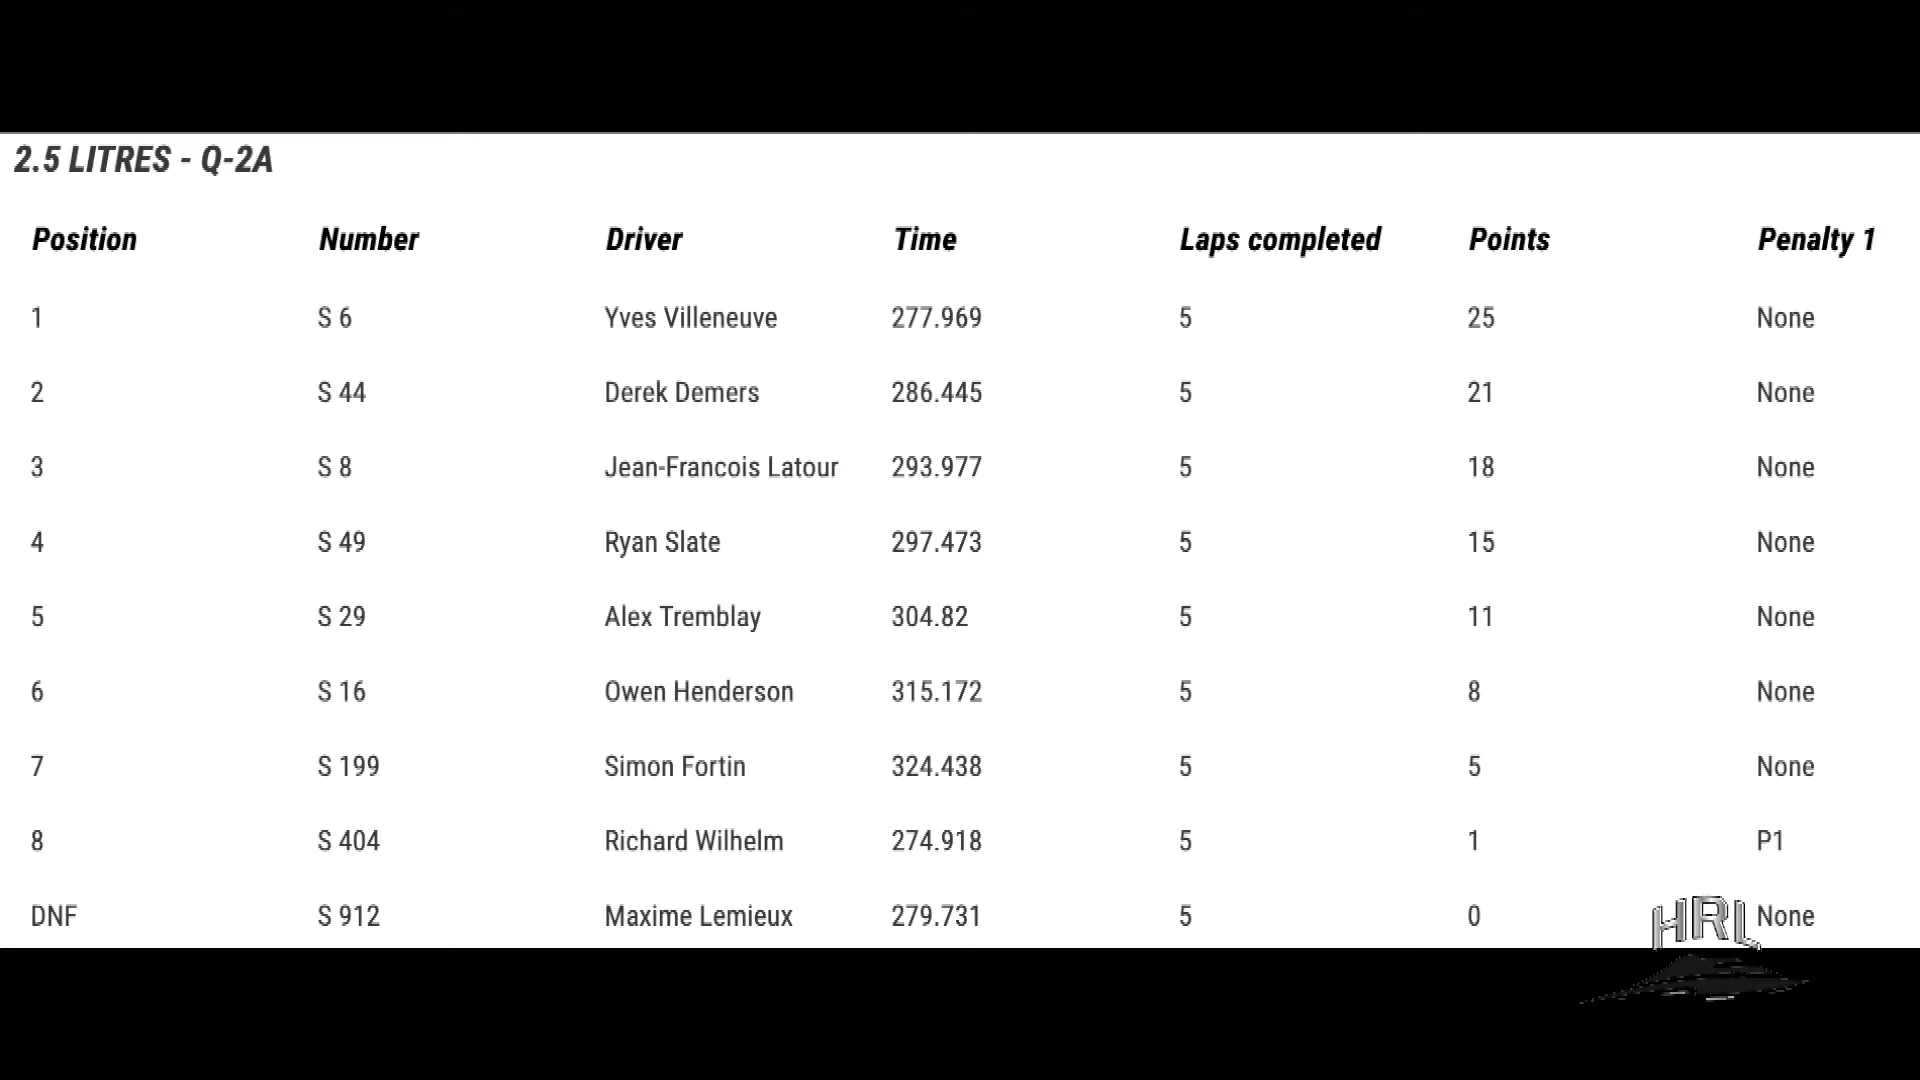 2.5 LITRES - Q-2A
Position Number Driver Time Laps completed Points Penalty 1
1 S 6 Yves Villeneuve 277.969 5 25 None
2 S 44 Derek Demers 286.445 5 21 None
3 S 8 Jean-Francois Latour 293.977 5 18 None
4 S 49 Ryan Slate 297.473 5 15 None
5 S 29 Alex Tremblay 304.82 5 11 None
6 S 16 Owen Henderson 315.172 5 8 None
7 S 199 Simon Fortin 324.438 5 5 None
8 S 404 Richard Wilhelm 274.918 5 1 P1
DNF S 912 Maxime Lemieux 279.731 5 0 None
HRL